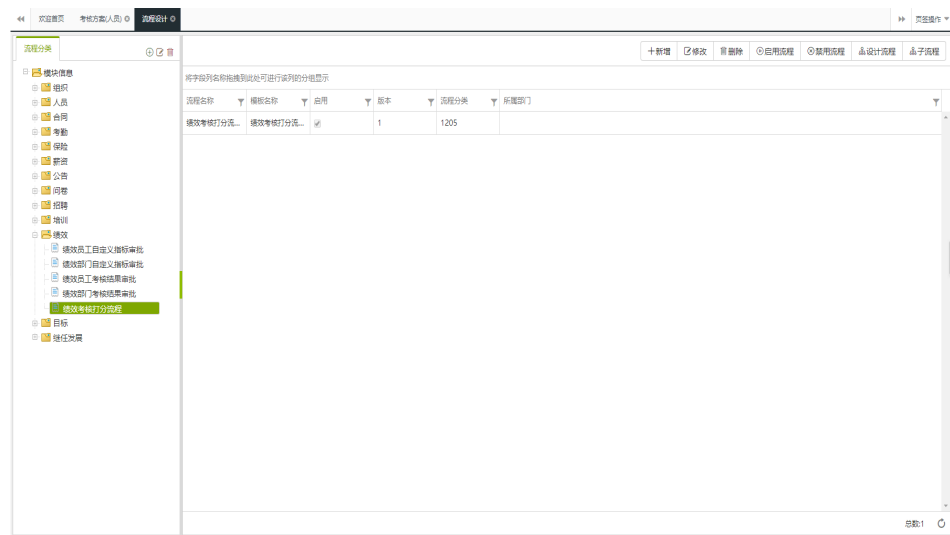 欢迎首页 考核方案(人员) 流程设计 页签操作
流程分类
新增 修改 删除 启用流程 禁用流程 设计流程 子流程
模块信息
将字段列名称拖拽到此处可进行该列的分组显示
组织
人员
流程名称 模板名称 启用 版本 流程分类 所属部门
合同
绩效考核打分流... 绩效考核打分流... 1 1205
考勤
保险
薪资
公告
问卷
招聘
培训
绩效
绩效员工自定义指标审批
绩效部门自定义指标审批
绩效员工考核结果审批
绩效部门考核结果审批
绩效考核打分流程
目标
继任发展
总数:1